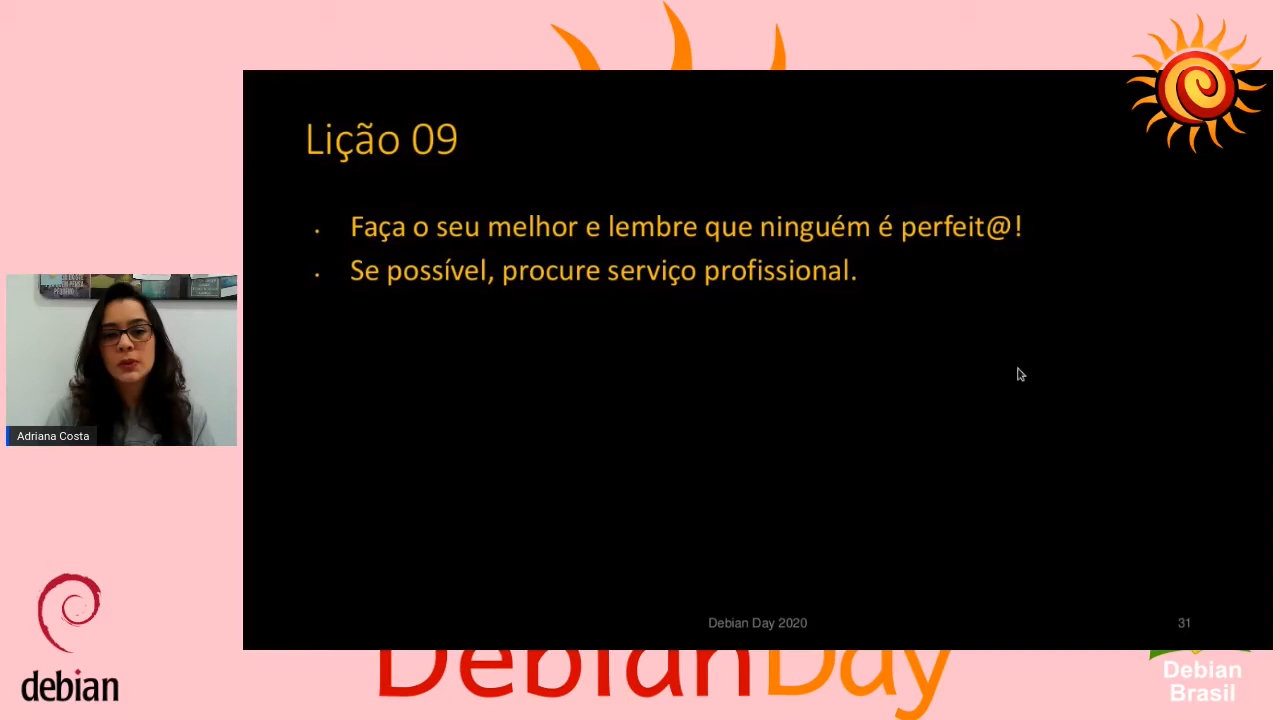 Lição 09
• Faça o seu melhor e lembre que ninguém é perfeit@!
• Se possível, procure serviço profissional.
Adriana Costa
Debian Day 2020
31
debian
DebianDay
Debian
Brasil